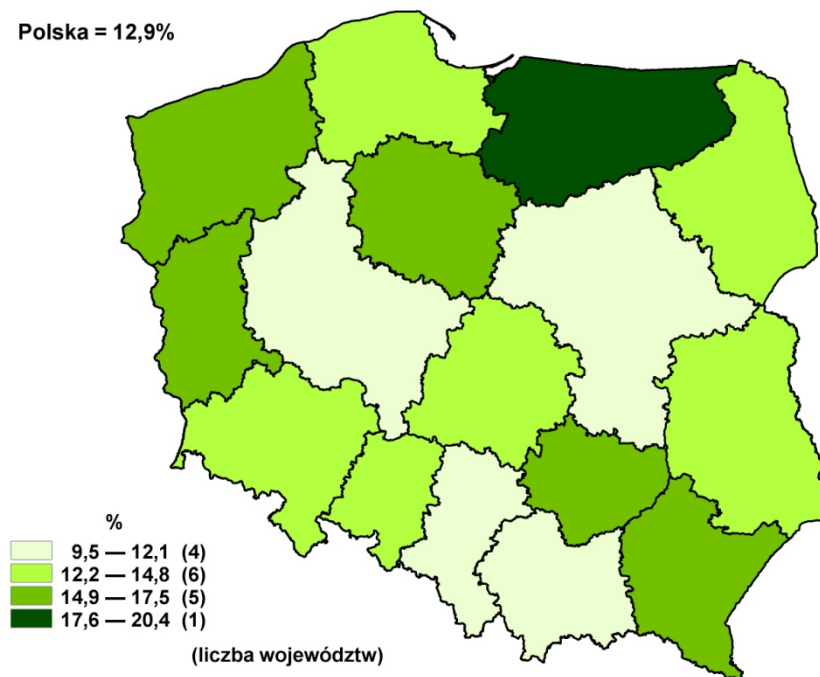 Polska = 12,9%
%
9,5 — 12,1 (4)
12,2 — 14,8 (6)
14,9 — 17,5 (5)
17,6 — 20,4 (1)
(liczba województw)